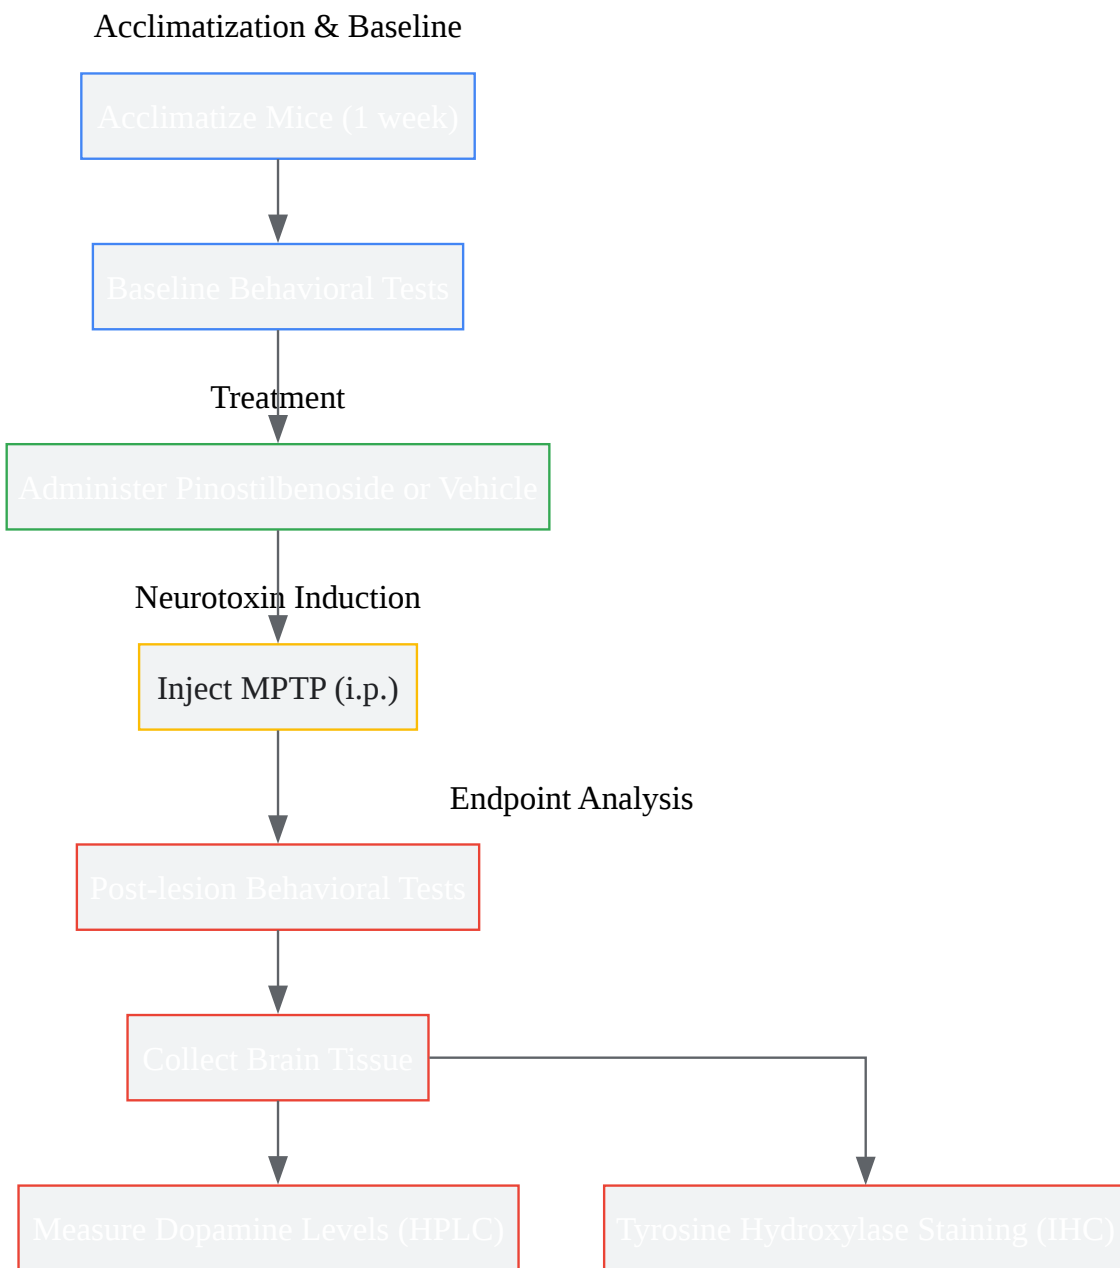 Acclimatization & Baseline
Acclimatize Mice (1 week)
Baseline Behavioral Tests
Treatment
Administer Pinostilbenoside or Vehicle
Neurotoxin Induction
Inject MPTP (i.p.)
Endpoint Analysis
Post-lesion Behavioral Tests
Collect Brain Tissue
Measure Dopamine Levels (HPLC)
Tyrosine Hydroxylase Staining (IHC)